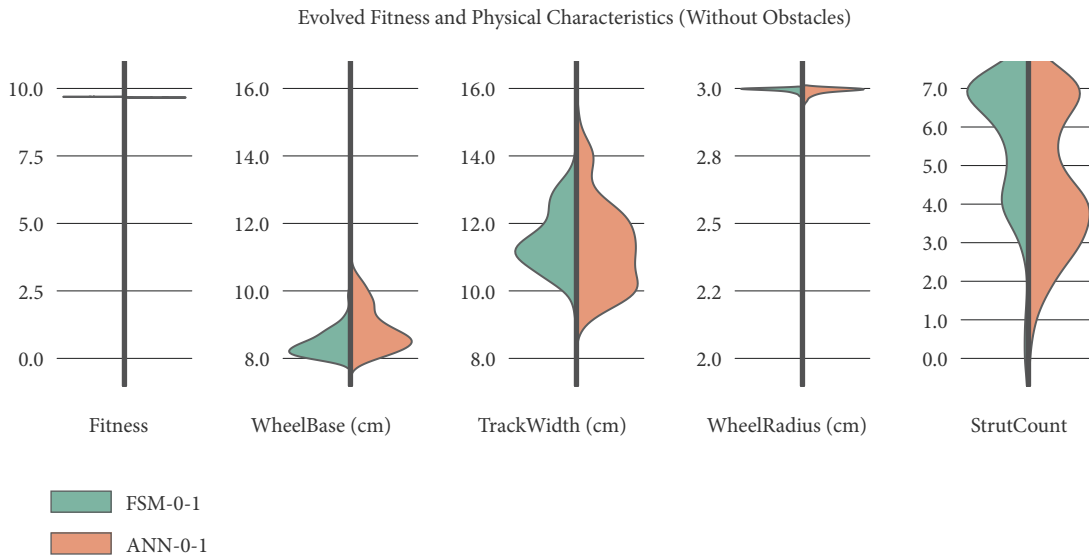 Evolved Fitness and Physical Characteristics (Without Obstacles)
10.0 16.0 16.0 3.0 7.0
6.0
7.5 14.0 14.0 2.8
5.0
5.0 12.0 12.0 2.5 4.0
3.0
2.5 10.0 10.0 2.2 2.0
1.0
0.0 8.0 8.0 2.0 0.0
Fitness WheelBase (cm) TrackWidth (cm) WheelRadius (cm) StrutCount
FSM-0-1
ANN-0-1